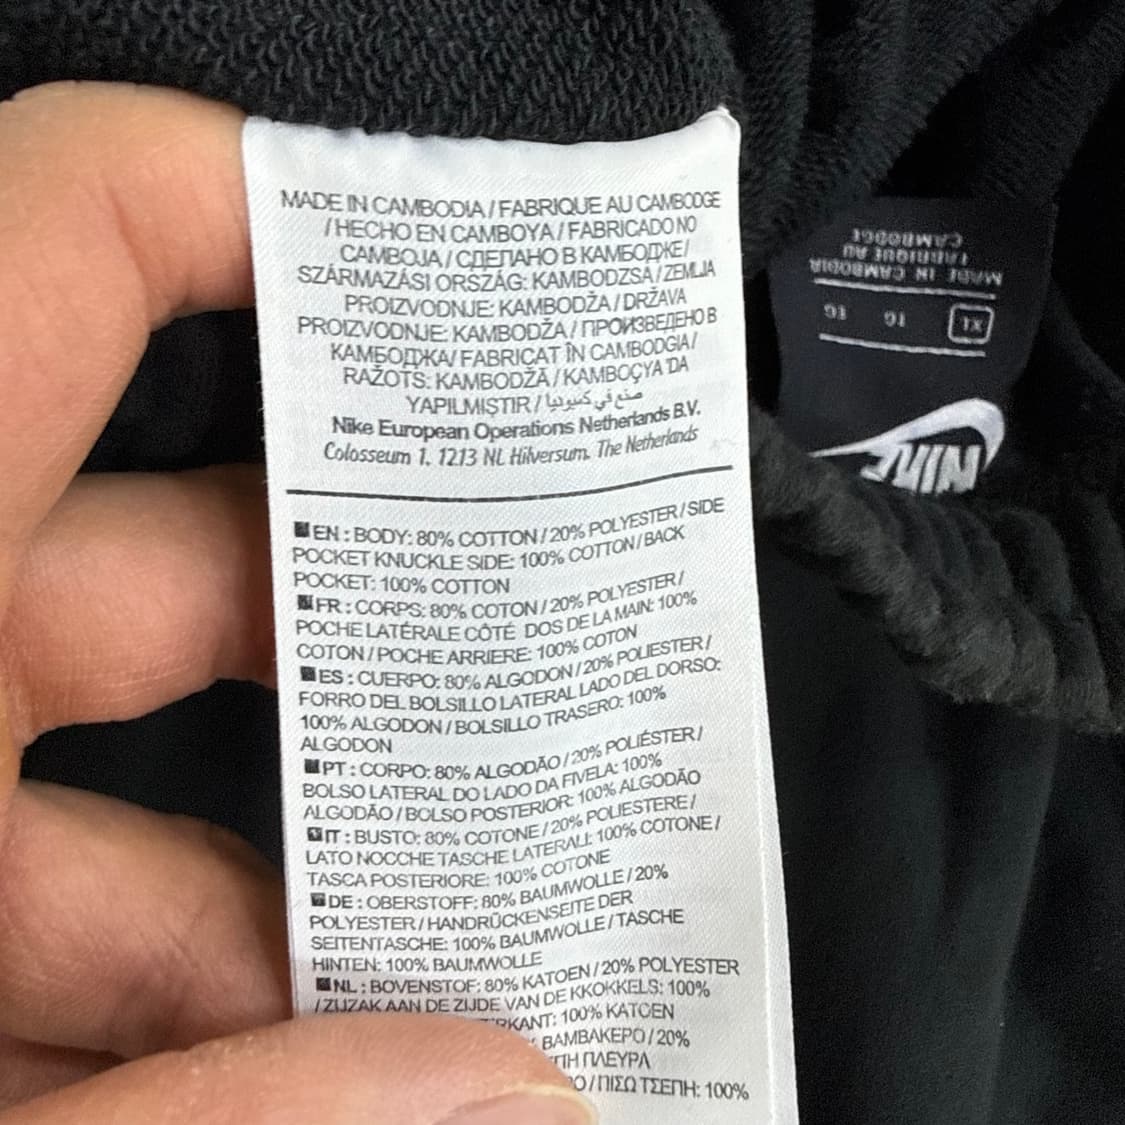 MADE IN CAMBODIA / FABRIQUE AU CAMBODGE
/ HECHO EN CAMBOYA / FABRICADO NO
CAMBOJA / СДЕЛАНО В КАМБОДЖЕ /
SZÁRMAZÁSI ORSZÁG: KAMBODZSA / ZEMLJA
PROIZVODNJE: KAMBODŽA / DRŽAVA
PROIZVODNJE: KAMBODŽA / ПРОИЗВЕДЕНО В
КАМБОДЖА / FABRICAT ÎN CAMBODGIA /
RAŽOTS: KAMBODŽĀ / KAMBOÇYA 'DA
YAPILMIŞTIR / صنع في كمبوديا
Nike European Operations Netherlands B.V.
Colosseum 1. 1213 NL Hilversum. The Netherlands
EN : BODY: 80% COTTON / 20% POLYESTER / SIDE
POCKET KNUCKLE SIDE: 100% COTTON / BACK
POCKET: 100% COTTON
FR : CORPS: 80% COTON / 20% POLYESTER /
POCHE LATÉRALE CÔTÉ DOS DE LA MAIN: 100%
COTON / POCHE ARRIERE: 100% COTON
ES : CUERPO: 80% ALGODON / 20% POLIESTER /
FORRO DEL BOLSILLO LATERAL LADO DEL DORSO:
100% ALGODON / BOLSILLO TRASERO: 100%
ALGODON
PT : CORPO: 80% ALGODÃO / 20% POLIÉSTER /
BOLSO LATERAL DO LADO DA FIVELA: 100%
ALGODÃO / BOLSO POSTERIOR: 100% ALGODÃO
IT : BUSTO: 80% COTONE / 20% POLIESTERE /
LATO NOCCHE TASCHE LATERALI: 100% COTONE /
TASCA POSTERIORE: 100% COTONE
DE : OBERSTOFF: 80% BAUMWOLLE / 20%
POLYESTER / HANDRÜCKENSEITE DER
SEITENTASCHE: 100% BAUMWOLLE / TASCHE
HINTEN: 100% BAUMWOLLE
NL : BOVENSTOF: 80% KATOEN / 20% POLYESTER
/ ZIJZAK AAN DE ZIJDE VAN DE KKOKKELS: 100%
100% KATOEN
ΒΑΜΒΑΚΕΡΟ / 20%
ΠΛΕΥΡΑ
/ ΠΙΣΩ ΤΣΕΠΗ: 100%
NIKE
XL TG EG
MADE IN CAMBODIA
FABRIQUE AU
CAMBODGE